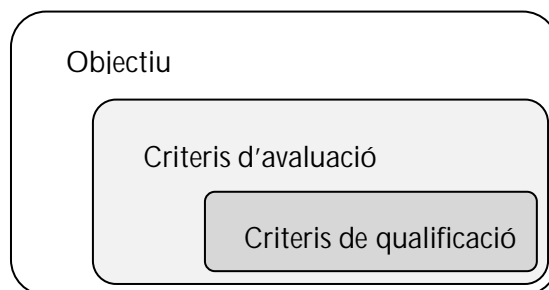 Objectiu
Criteris d’avaluació
Criteris de qualificació